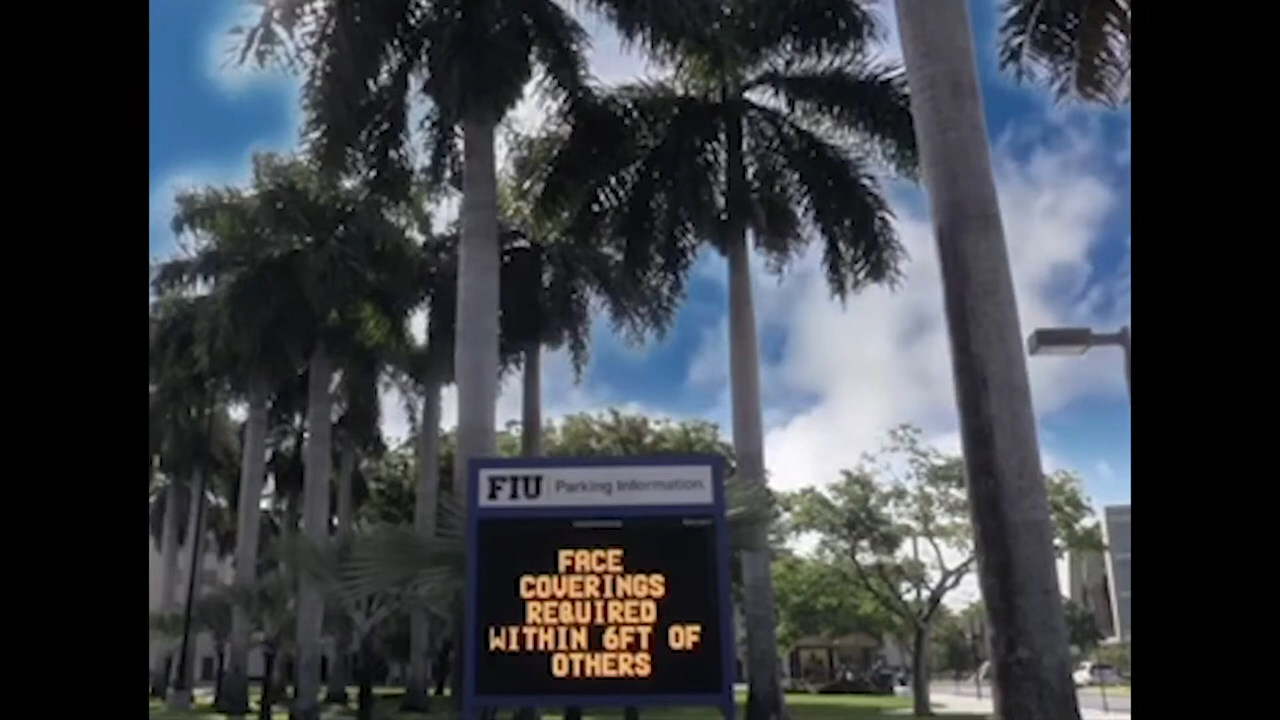 FIU | Parking Information
FACE
COVERINGS
REQUIRED
WITHIN 6FT OF
OTHERS